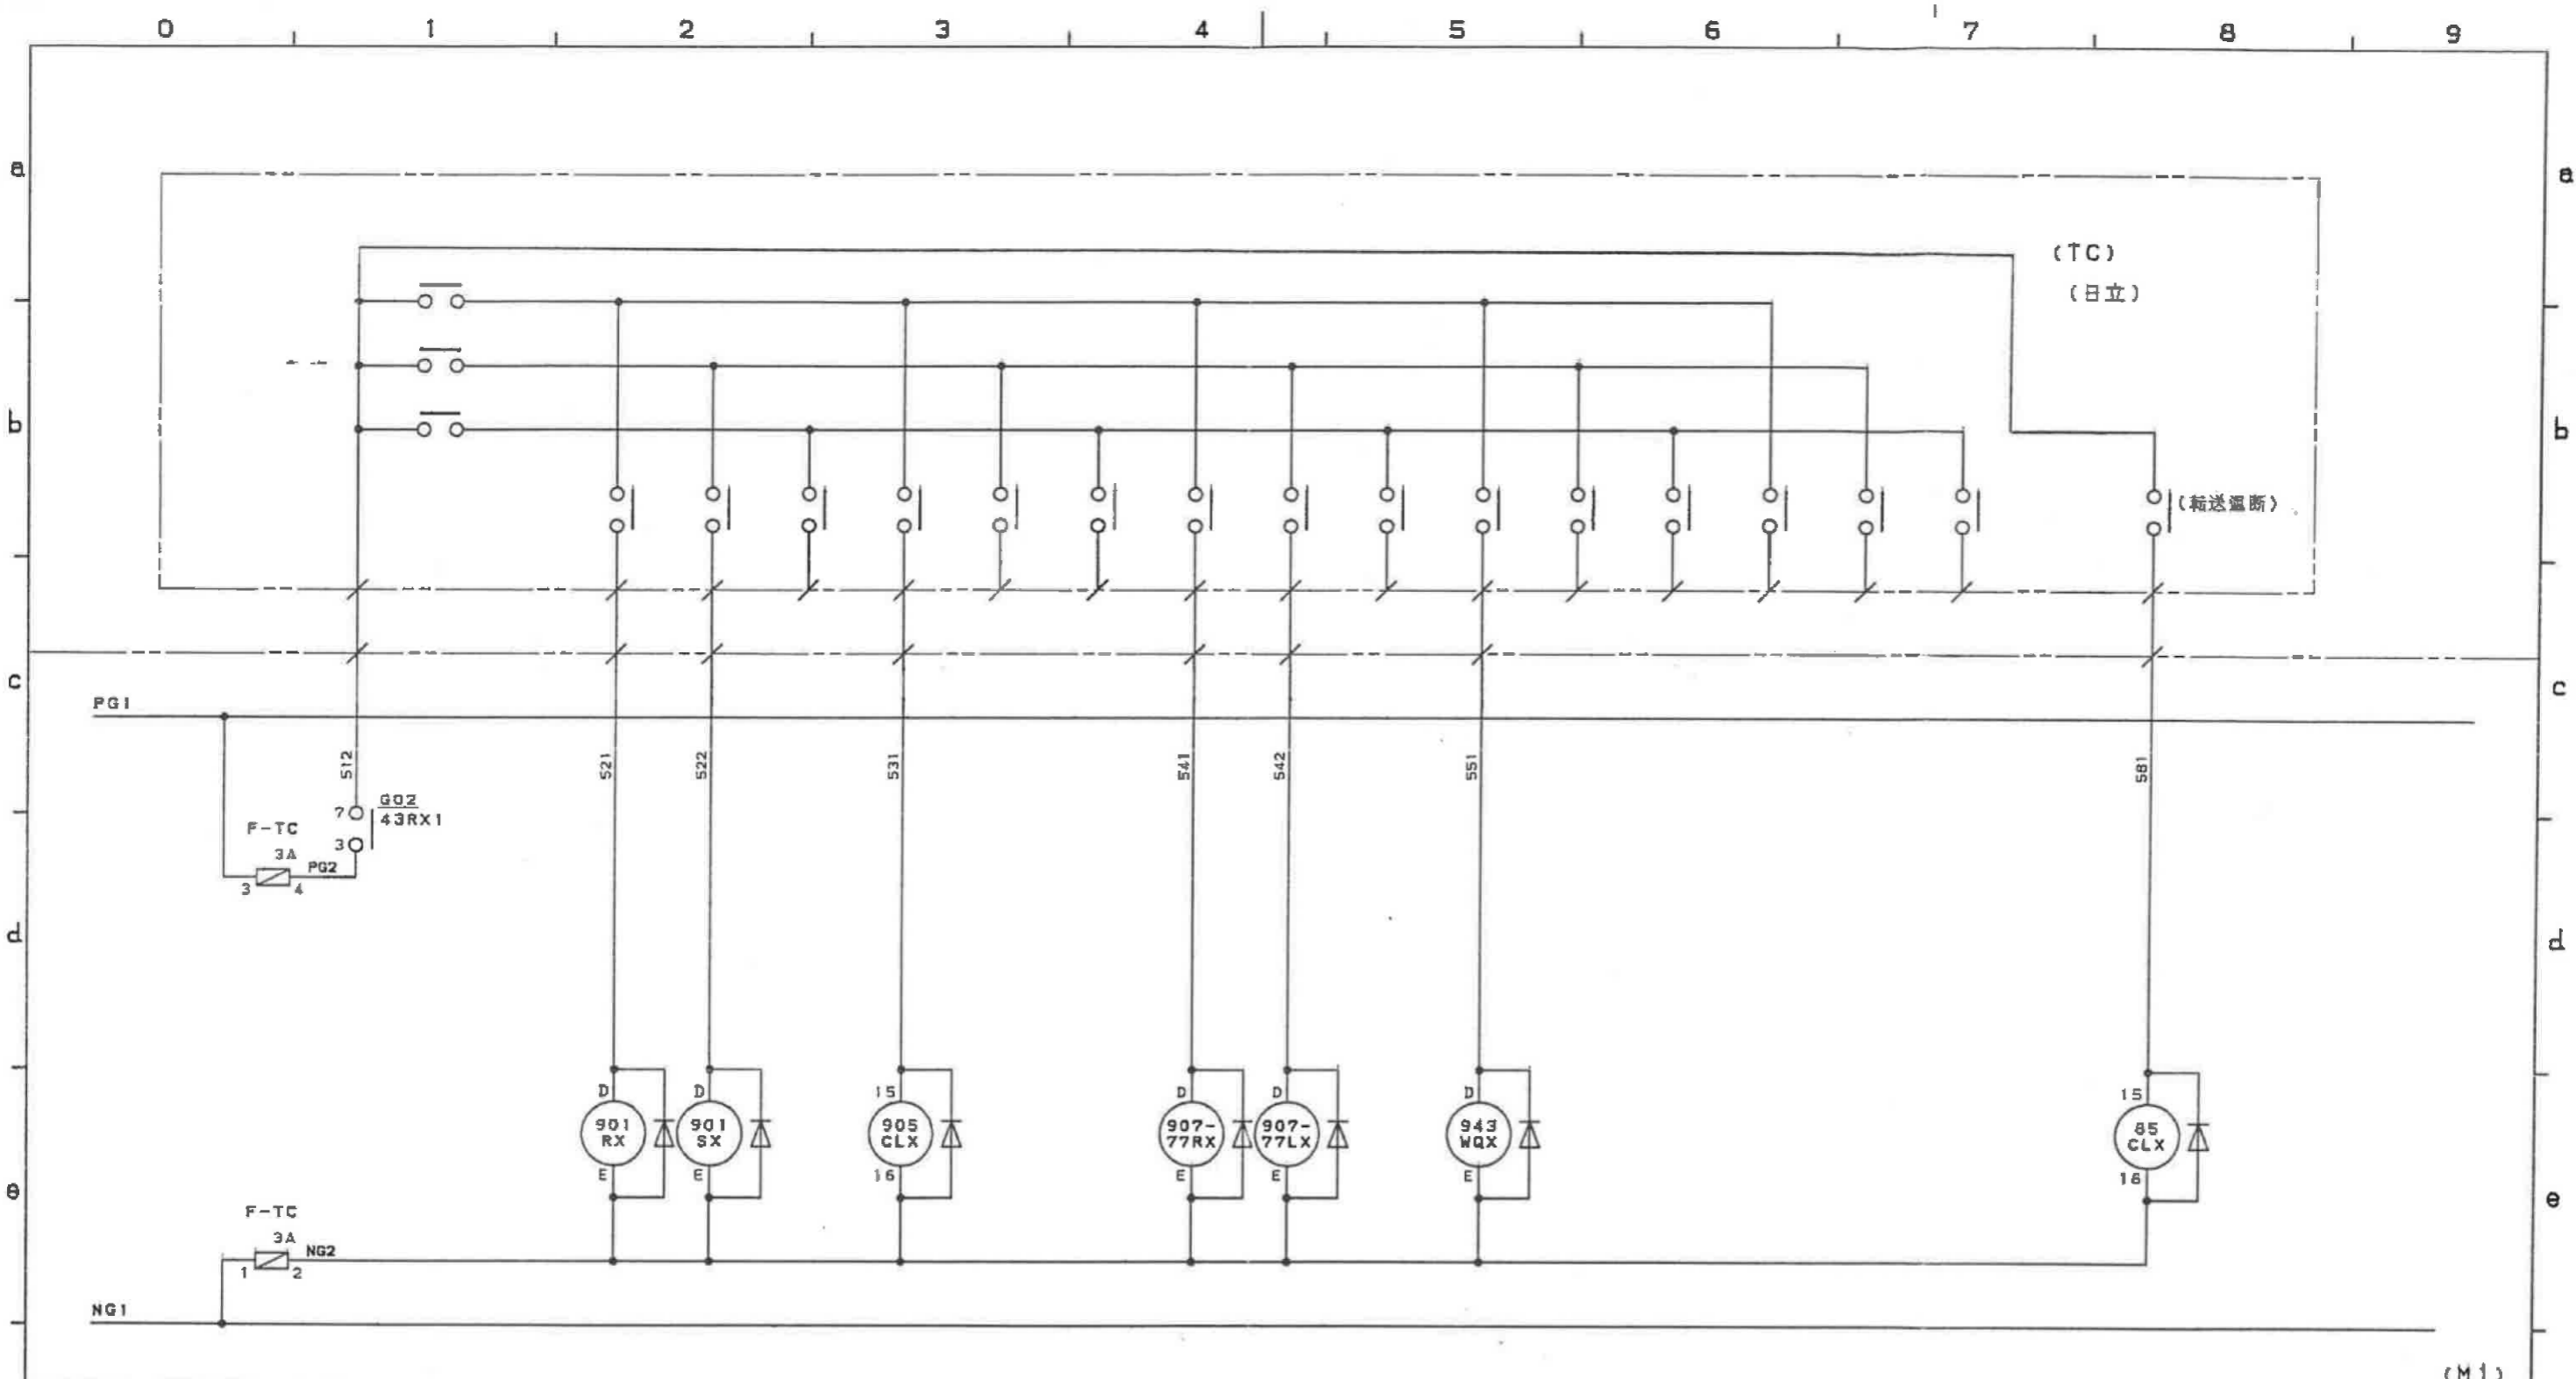 0 1 2 3 4 5 6 7 8 9
a a
(TC)
(日立)
b b
(転送遮断)
c c
PG1
512 521 522 531 541 542 551 581
7 G02
43RX1
F-TC 3
3A
PG2
3 4
d d
D D 15 D D D 15
901 RX
901 SX
905 CLX
907-77RX
907-77LX
943 WQX
85 CLX
E E 16 E E E 16
e e
F-TC
3A
NG2
1 2
NG1
(M1)